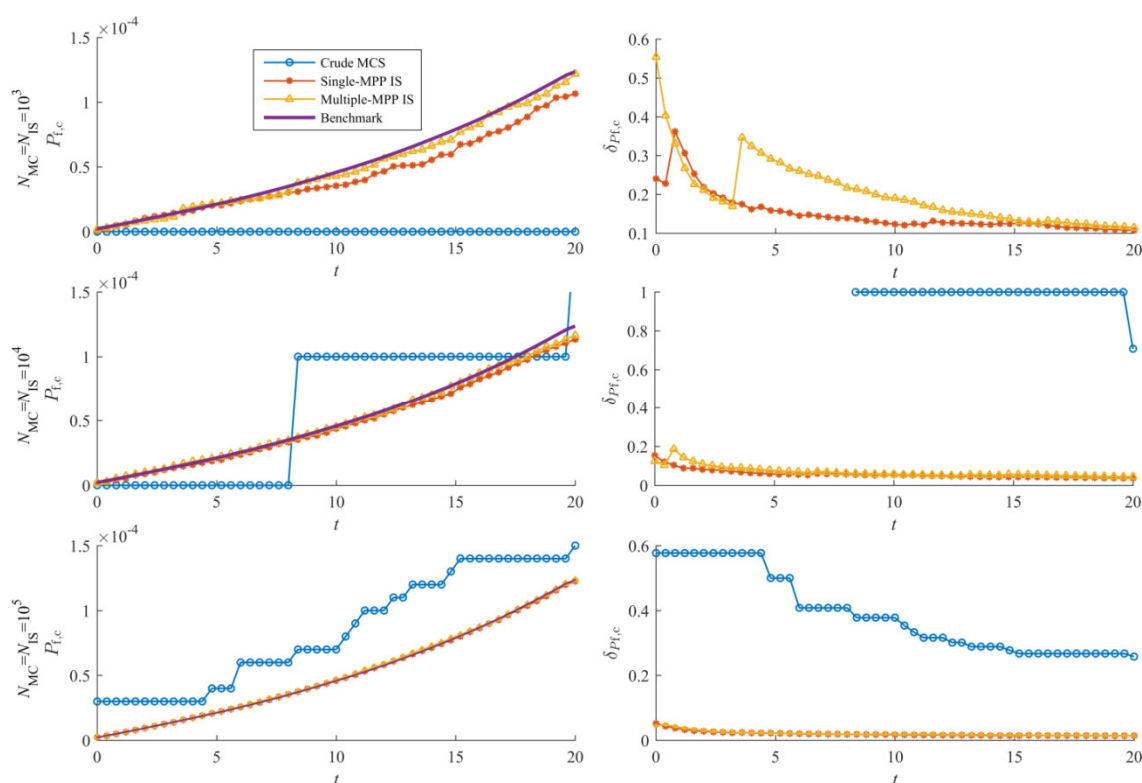 ×10⁻⁴
1.5
1
0.5
0
N_MC=N_IS=10³
P_f,c
0 5 10 15 20
t
Crude MCS
Single-MPP IS
Multiple-MPP IS
Benchmark
0.6
0.5
0.4
0.3
0.2
0.1
δ_Pf,c
0 5 10 15 20
t
×10⁻⁴
1.5
1
0.5
0
N_MC=N_IS=10⁴
P_f,c
0 5 10 15 20
t
1
0.8
0.6
0.4
0.2
0
δ_Pf,c
0 5 10 15 20
t
×10⁻⁴
1.5
1
0.5
0
N_MC=N_IS=10⁵
P_f,c
0 5 10 15 20
t
0.6
0.4
0.2
0
δ_Pf,c
0 5 10 15 20
t